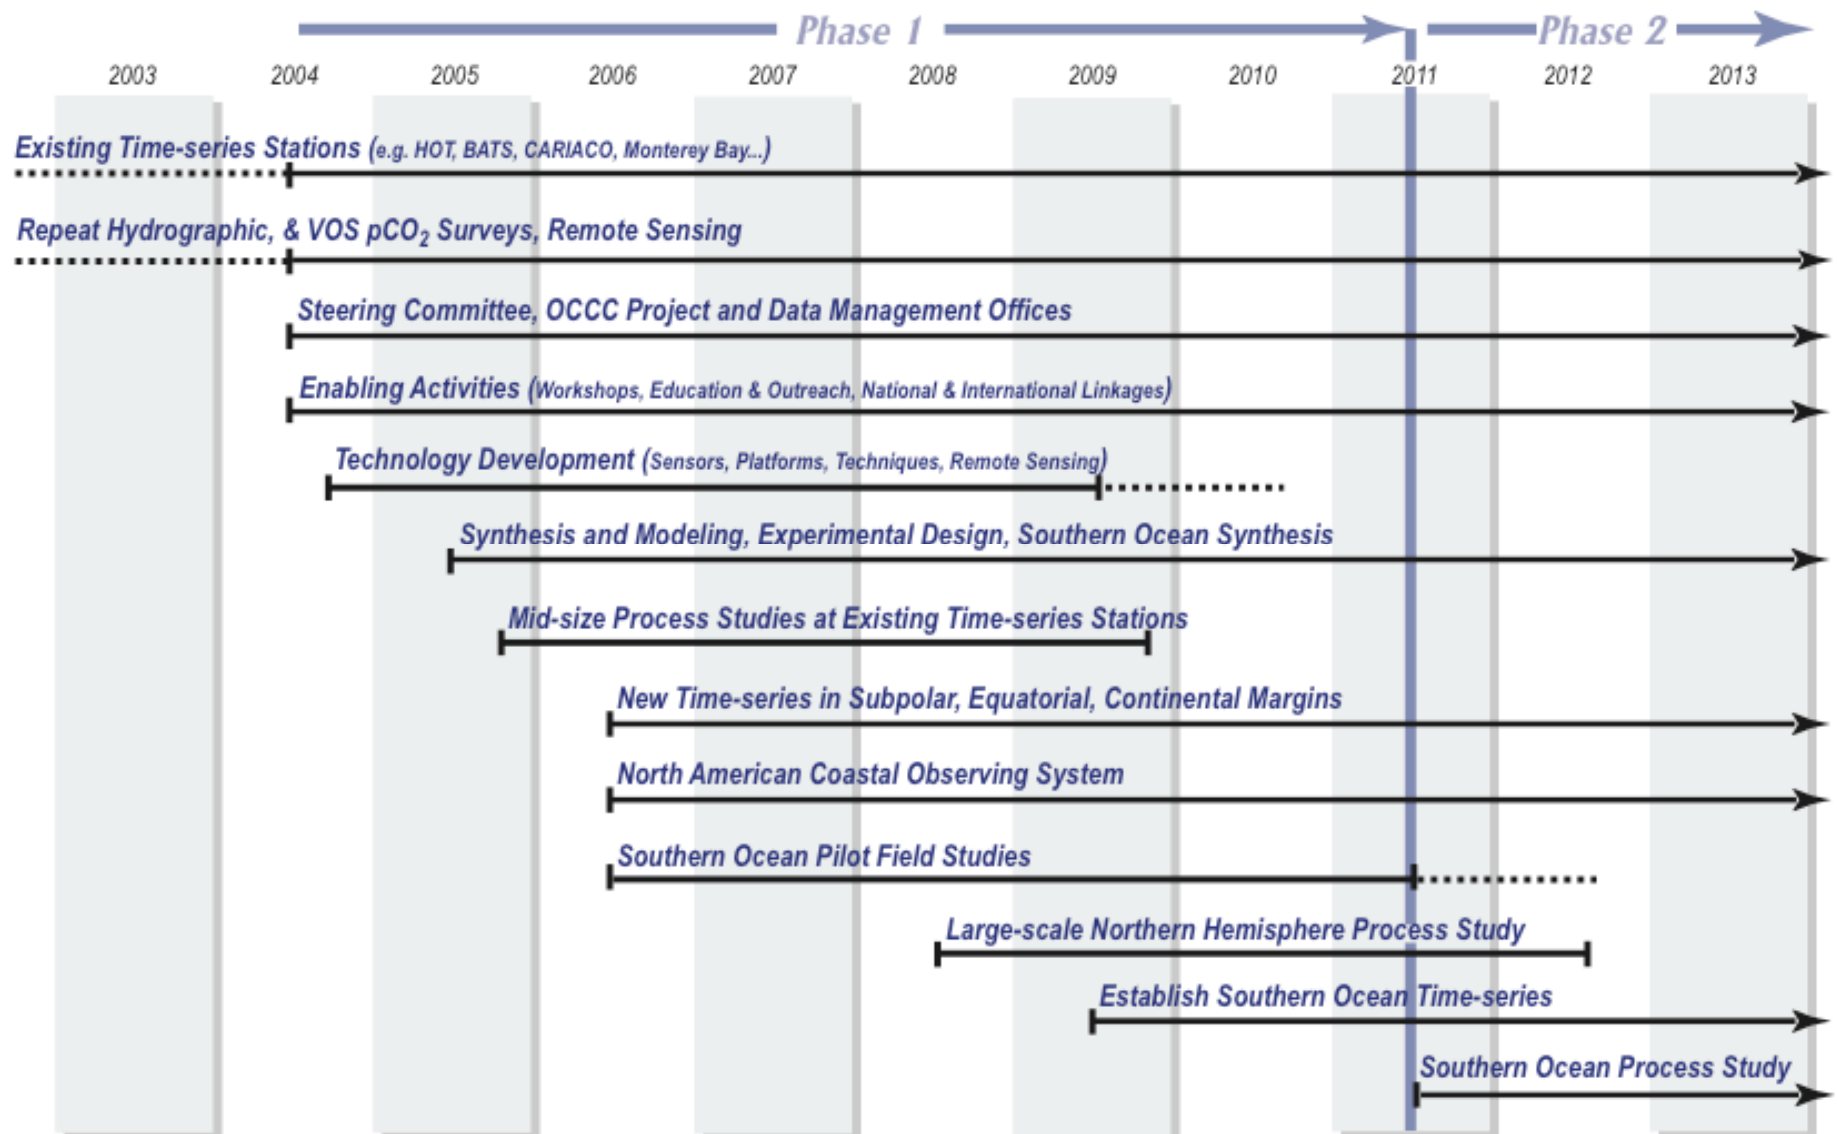 Phase 1 Phase 2
2003 2004 2005 2006 2007 2008 2009 2010 2011 2012 2013
Existing Time-series Stations (e.g. HOT, BATS, CARIACO, Monterey Bay...)
Repeat Hydrographic, & VOS pCO₂ Surveys, Remote Sensing
Steering Committee, OCCC Project and Data Management Offices
Enabling Activities (Workshops, Education & Outreach, National & International Linkages)
Technology Development (Sensors, Platforms, Techniques, Remote Sensing)
Synthesis and Modeling, Experimental Design, Southern Ocean Synthesis
Mid-size Process Studies at Existing Time-series Stations
New Time-series in Subpolar, Equatorial, Continental Margins
North American Coastal Observing System
Southern Ocean Pilot Field Studies
Large-scale Northern Hemisphere Process Study
Establish Southern Ocean Time-series
Southern Ocean Process Study